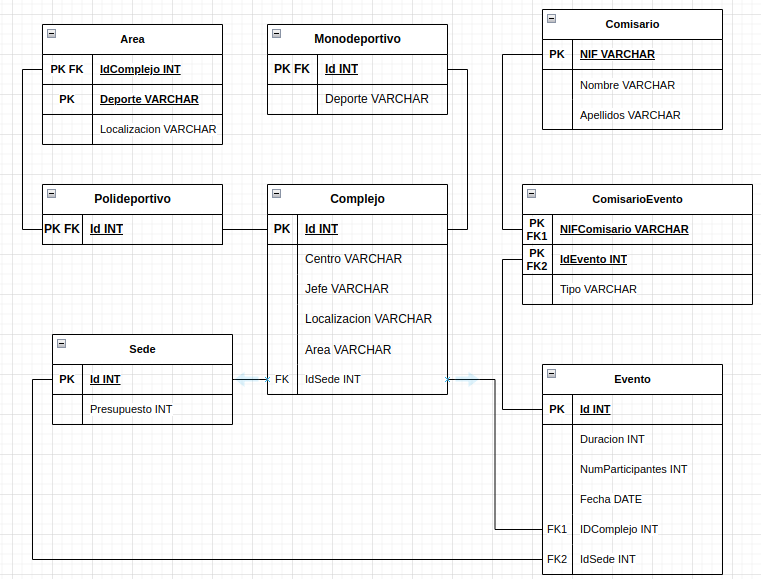 Area
PK FK IdComplejo INT
PK Deporte VARCHAR
Localizacion VARCHAR
Monodeportivo
PK FK Id INT
Deporte VARCHAR
Comisario
PK NIF VARCHAR
Nombre VARCHAR
Apellidos VARCHAR
Polideportivo
PK FK Id INT
Complejo
PK Id INT
Centro VARCHAR
Jefe VARCHAR
Localizacion VARCHAR
Area VARCHAR
FK IdSede INT
ComisarioEvento
PK
FK1 NIFComisario VARCHAR
PK
FK2 IdEvento INT
Tipo VARCHAR
Sede
PK Id INT
Presupuesto INT
Evento
PK Id INT
Duracion INT
NumParticipantes INT
Fecha DATE
FK1 IDComplejo INT
FK2 IdSede INT